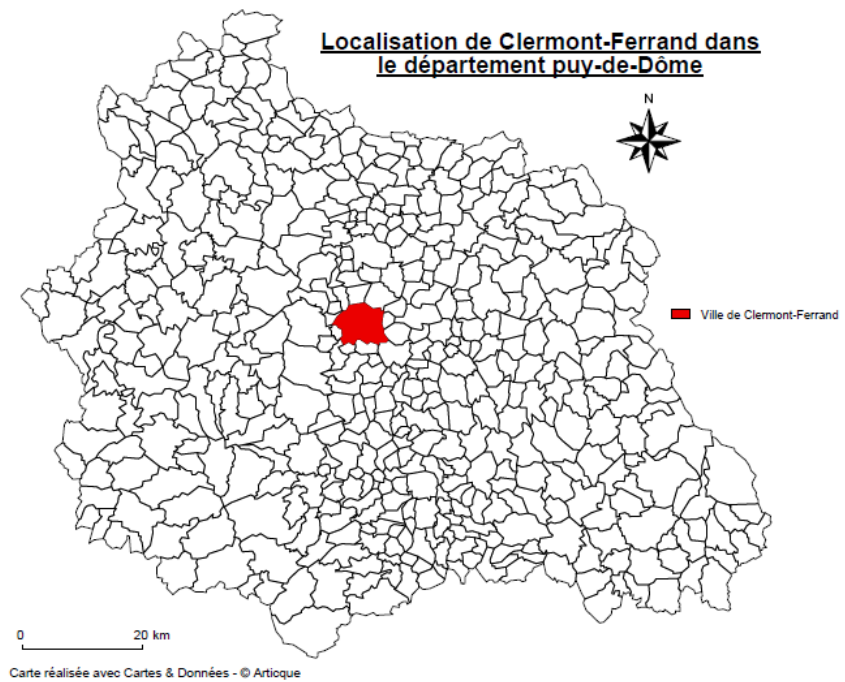 Localisation de Clermont-Ferrand dans
le département puy-de-Dôme
N
Ville de Clermont-Ferrand
0 20 km
Carte réalisée avec Cartes & Données - © Articque